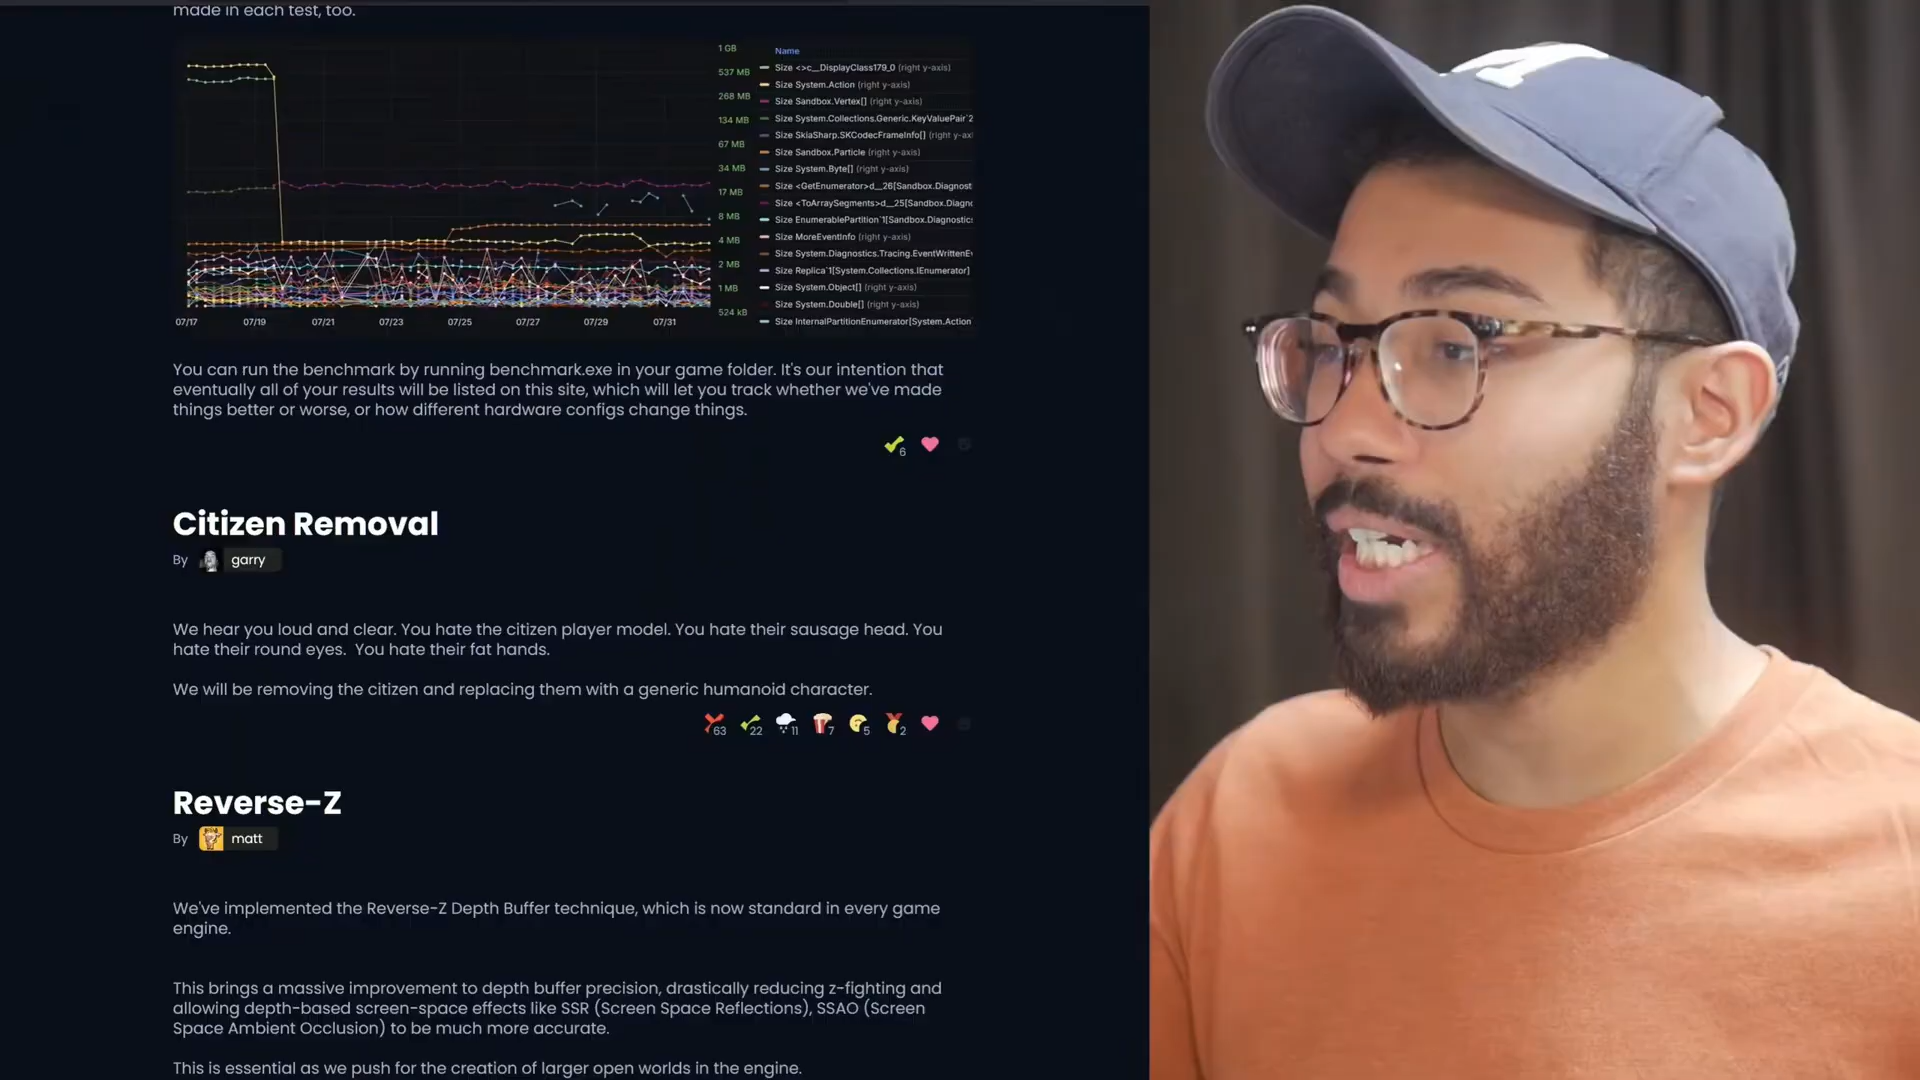 made in each test, too.
1 GB
537 MB
268 MB
134 MB
67 MB
34 MB
17 MB
8 MB
4 MB
2 MB
1 MB
524 kB
07/17
07/19
07/21
07/23
07/25
07/27
07/29
07/31
Name
Size <>c__DisplayClass179_0 (right y-axis)
Size System.Action (right y-axis)
Size Sandbox.Vertex[] (right y-axis)
Size System.Collections.Generic.KeyValuePair`2
Size SkiaSharp.SKCodecFrameInfo[] (right y-ax
Size Sandbox.Particle (right y-axis)
Size System.Byte[] (right y-axis)
Size <GetEnumerator>d__26[Sandbox.Diagnost
Size <ToArraySegments>d__25[Sandbox.Diagno
Size EnumerablePartition`1[Sandbox.Diagnostics
Size MoreEventInfo (right y-axis)
Size System.Diagnostics.Tracing.EventWrittenEv
Size Replica`1[System.Collections.IEnumerator]
Size System.Object[] (right y-axis)
Size System.Double[] (right y-axis)
Size InternalPartitionEnumerator[System.Action
You can run the benchmark by running benchmark.exe in your game folder. It's our intention that
eventually all of your results will be listed on this site, which will let you track whether we've made
things better or worse, or how different hardware configs change things.
6
Citizen Removal
By garry
We hear you loud and clear. You hate the citizen player model. You hate their sausage head. You
hate their round eyes.  You hate their fat hands.
We will be removing the citizen and replacing them with a generic humanoid character.
63 22 11 7 5 2
Reverse-Z
By matt
We've implemented the Reverse-Z Depth Buffer technique, which is now standard in every game
engine.
This brings a massive improvement to depth buffer precision, drastically reducing z-fighting and
allowing depth-based screen-space effects like SSR (Screen Space Reflections), SSAO (Screen
Space Ambient Occlusion) to be much more accurate.
This is essential as we push for the creation of larger open worlds in the engine.